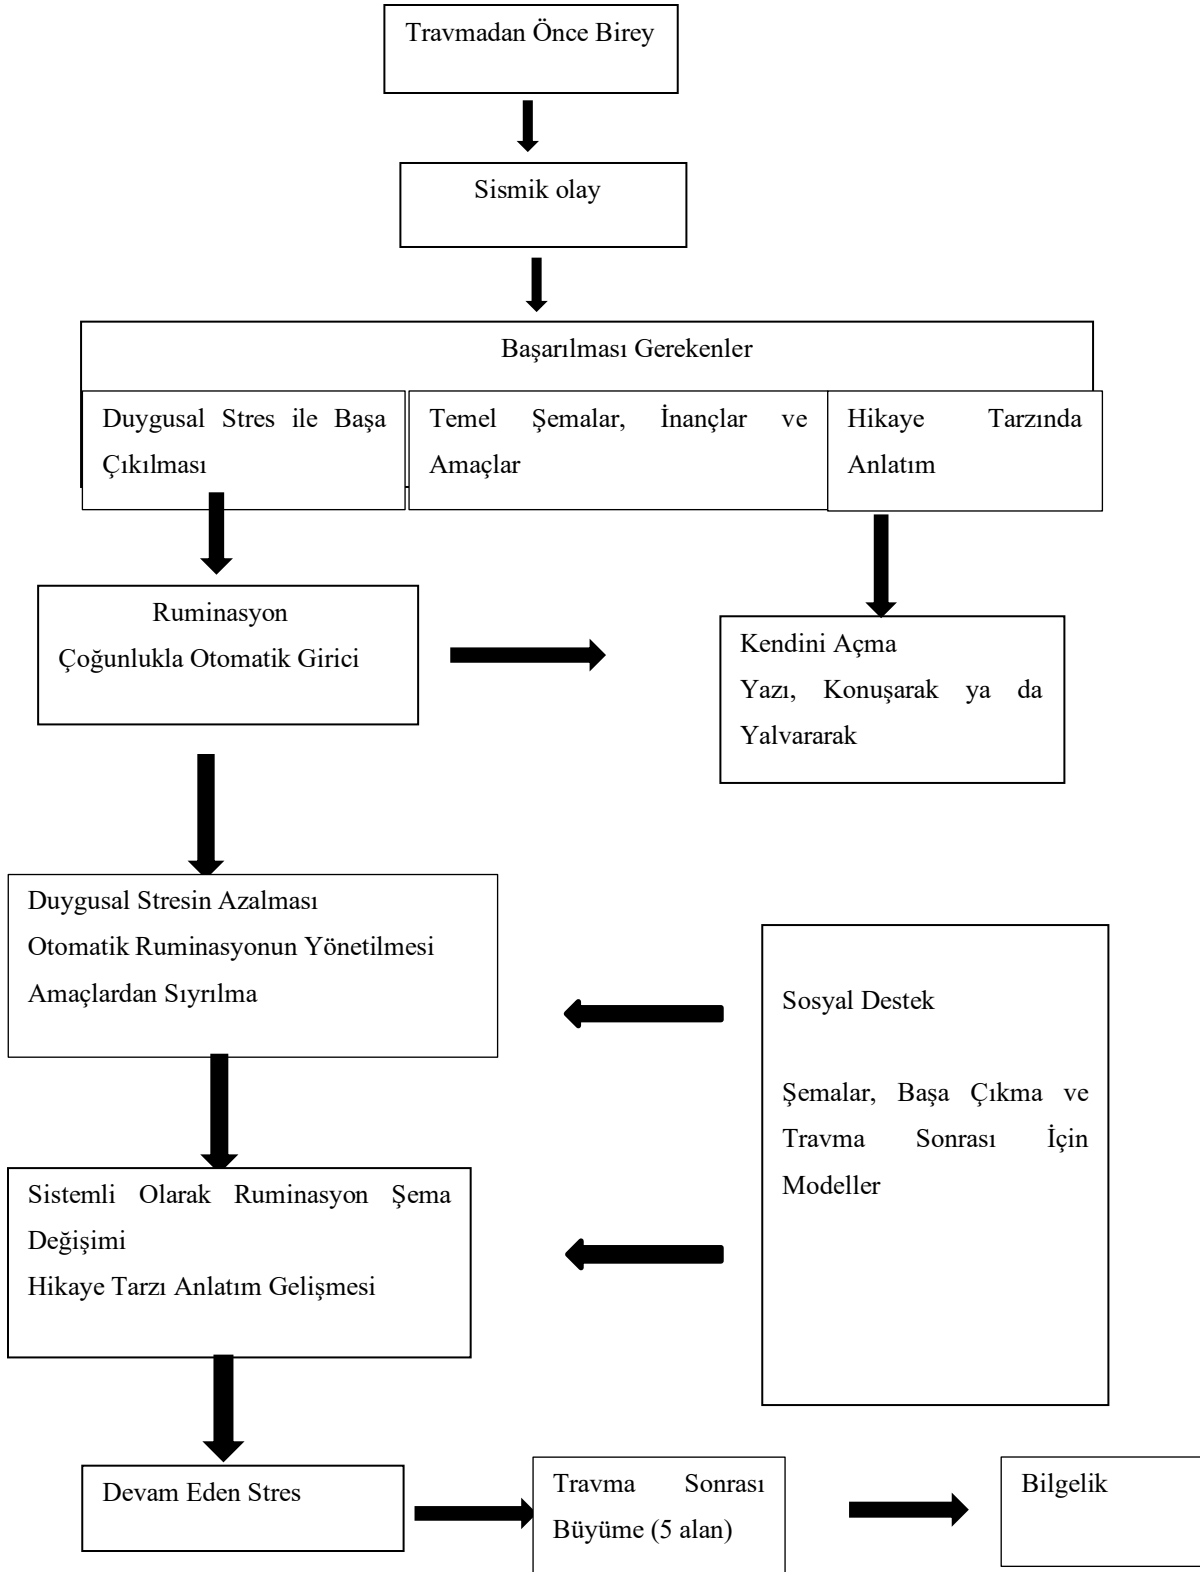 Travmadan Önce Birey
Sismik olay
Başarılması Gerekenler
Duygusal Stres ile Başa
Çıkılması
Temel Şemalar, İnançlar ve
Amaçlar
Hikaye Tarzında
Anlatım
Ruminasyon
Çoğunlukla Otomatik Girici
Kendini Açma
Yazı, Konuşarak ya da
Yalvararak
Duygusal Stresin Azalması
Otomatik Ruminasyonun Yönetilmesi
Amaçlardan Sıyrılma
Sosyal Destek
Şemalar, Başa Çıkma ve
Travma Sonrası İçin
Modeller
Sistemli Olarak Ruminasyon Şema
Değişimi
Hikaye Tarzı Anlatım Gelişmesi
Devam Eden Stres
Travma Sonrası
Büyüme (5 alan)
Bilgelik